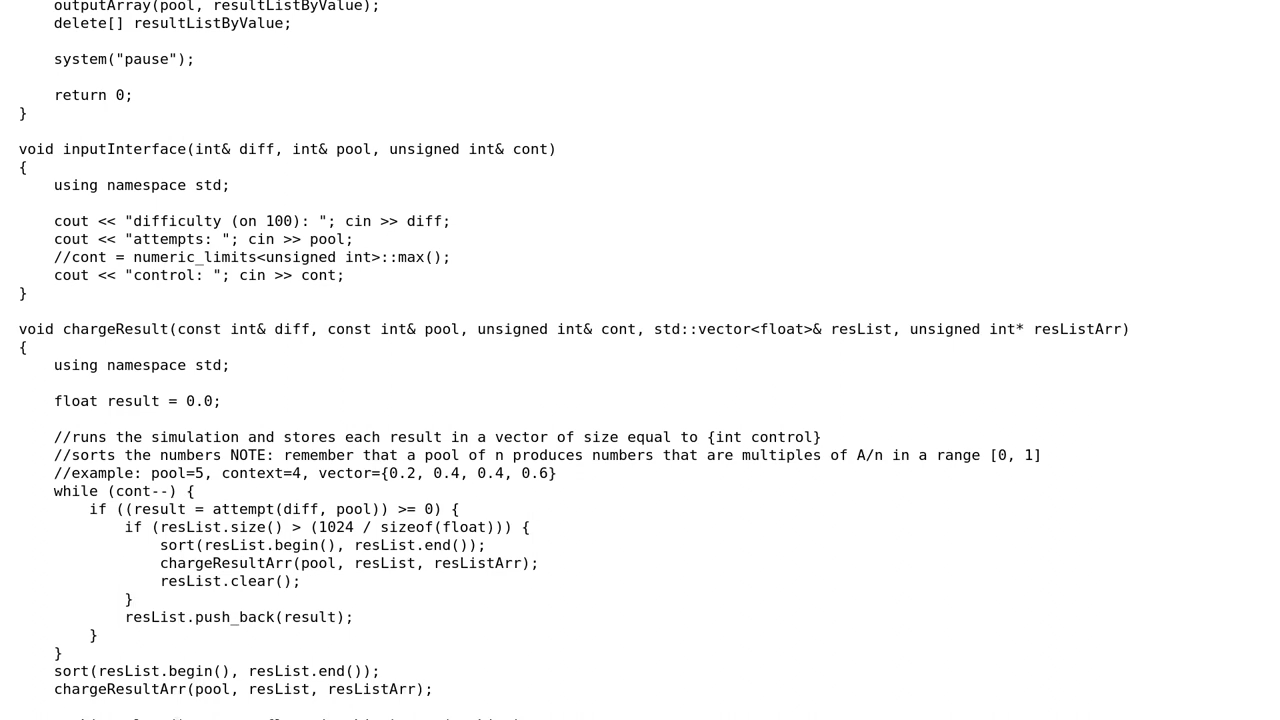 outputArray(pool, resultListByValue);
    delete[] resultListByValue;

    system("pause");

    return 0;
}

void inputInterface(int& diff, int& pool, unsigned int& cont)
{
    using namespace std;

    cout << "difficulty (on 100): "; cin >> diff;
    cout << "attempts: "; cin >> pool;
    //cont = numeric_limits<unsigned int>::max();
    cout << "control: "; cin >> cont;
}

void chargeResult(const int& diff, const int& pool, unsigned int& cont, std::vector<float>& resList, unsigned int* resListArr)
{
    using namespace std;

    float result = 0.0;

    //runs the simulation and stores each result in a vector of size equal to {int control}
    //sorts the numbers NOTE: remember that a pool of n produces numbers that are multiples of A/n in a range [0, 1]
    //example: pool=5, context=4, vector={0.2, 0.4, 0.4, 0.6}
    while (cont--) {
        if ((result = attempt(diff, pool)) >= 0) {
            if (resList.size() > (1024 / sizeof(float))) {
                sort(resList.begin(), resList.end());
                chargeResultArr(pool, resList, resListArr);
                resList.clear();
            }
            resList.push_back(result);
        }
    }
    sort(resList.begin(), resList.end());
    chargeResultArr(pool, resList, resListArr);